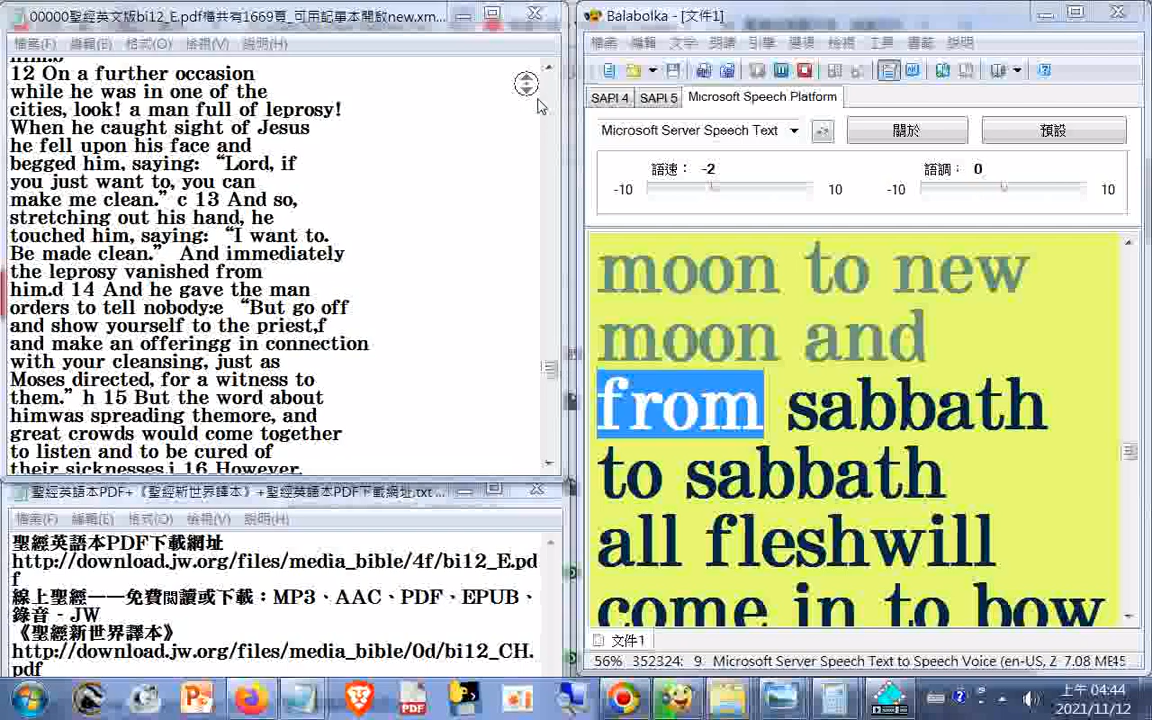 00000聖經英文版bi12_E.pdf檔共有1669頁_可用記事本開啟new.xm...
檔案(F) 編輯(E) 格式(O) 檢視(V) 說明(H)
him.b
12 On a further occasion
while he was in one of the
cities, look! a man full of leprosy!
When he caught sight of Jesus
he fell upon his face and
begged him, saying: “Lord, if
you just want to, you can
make me clean.” c 13 And so,
stretching out his hand, he
touched him, saying: “I want to.
Be made clean.” And immediately
the leprosy vanished from
him.d 14 And he gave the man
orders to tell nobody:e “But go off
and show yourself to the priest,f
and make an offeringg in connection
with your cleansing, just as
Moses directed, for a witness to
them.” h 15 But the word about
himwas spreading themore, and
great crowds would come together
to listen and to be cured of
their sicknesses.i 16 However,
聖經英語本PDF+《聖經新世界譯本》+聖經英語本PDF下載網址.txt ...
檔案(F) 編輯(E) 格式(O) 檢視(V) 說明(H)
聖經英語本PDF下載網址
http://download.jw.org/files/media_bible/4f/bi12_E.pd
f
線上聖經——免費閱讀或下載：MP3、AAC、PDF、EPUB、
錄音 - JW
《聖經新世界譯本》
http://download.jw.org/files/media_bible/0d/bi12_CH.
pdf
Balabolka - [文件1]
檔案 編輯 文字 朗讀 引擎 選項 檢視 工具 書籤 說明
SAPI 4 SAPI 5 Microsoft Speech Platform
Microsoft Server Speech Text 關於 預設
語速： -2 語調： 0
-10 10 -10 10
moon to new
moon and
from sabbath
to sabbath
all fleshwill
come in to bow
文件1
56% 352324: 9 Microsoft Server Speech Text to Speech Voice (en-US, Z 7.08 ME45
上午 04:44
2021/11/12